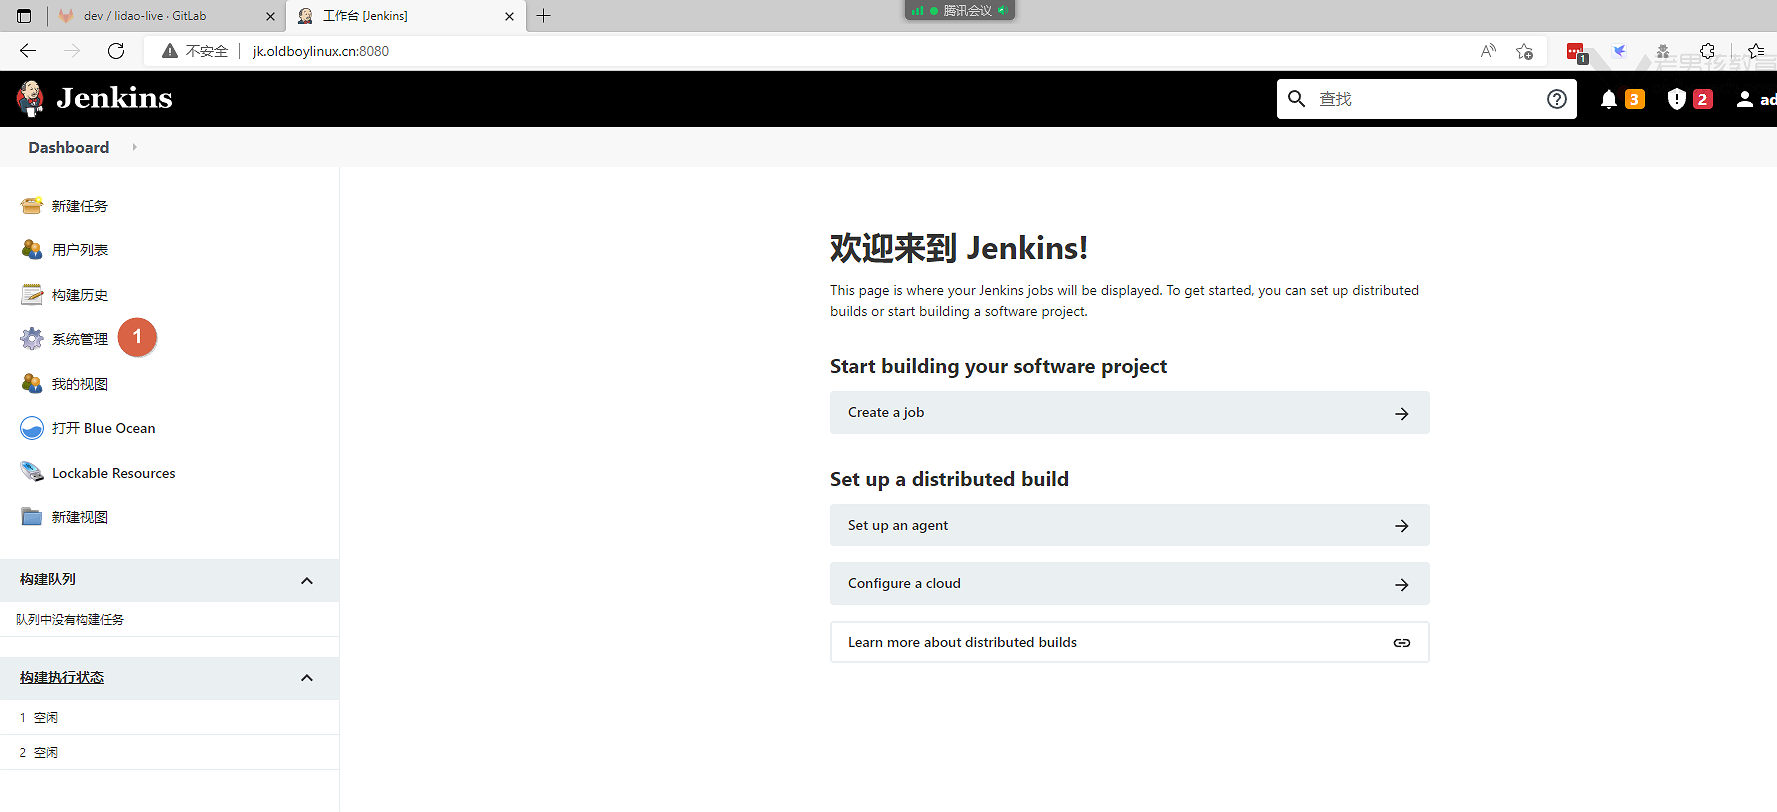 dev / lidao-live · GitLab
工作台 [Jenkins]
腾讯会议
不安全
jk.oldboylinux.cn:8080
1
老男孩教育
Jenkins
查找
3
2
ad
Dashboard
新建任务
用户列表
构建历史
系统管理
1
我的视图
打开 Blue Ocean
Lockable Resources
新建视图
构建队列
队列中没有构建任务
构建执行状态
1 空闲
2 空闲
欢迎来到 Jenkins!
This page is where your Jenkins jobs will be displayed. To get started, you can set up distributed
builds or start building a software project.
Start building your software project
Create a job
Set up a distributed build
Set up an agent
Configure a cloud
Learn more about distributed builds